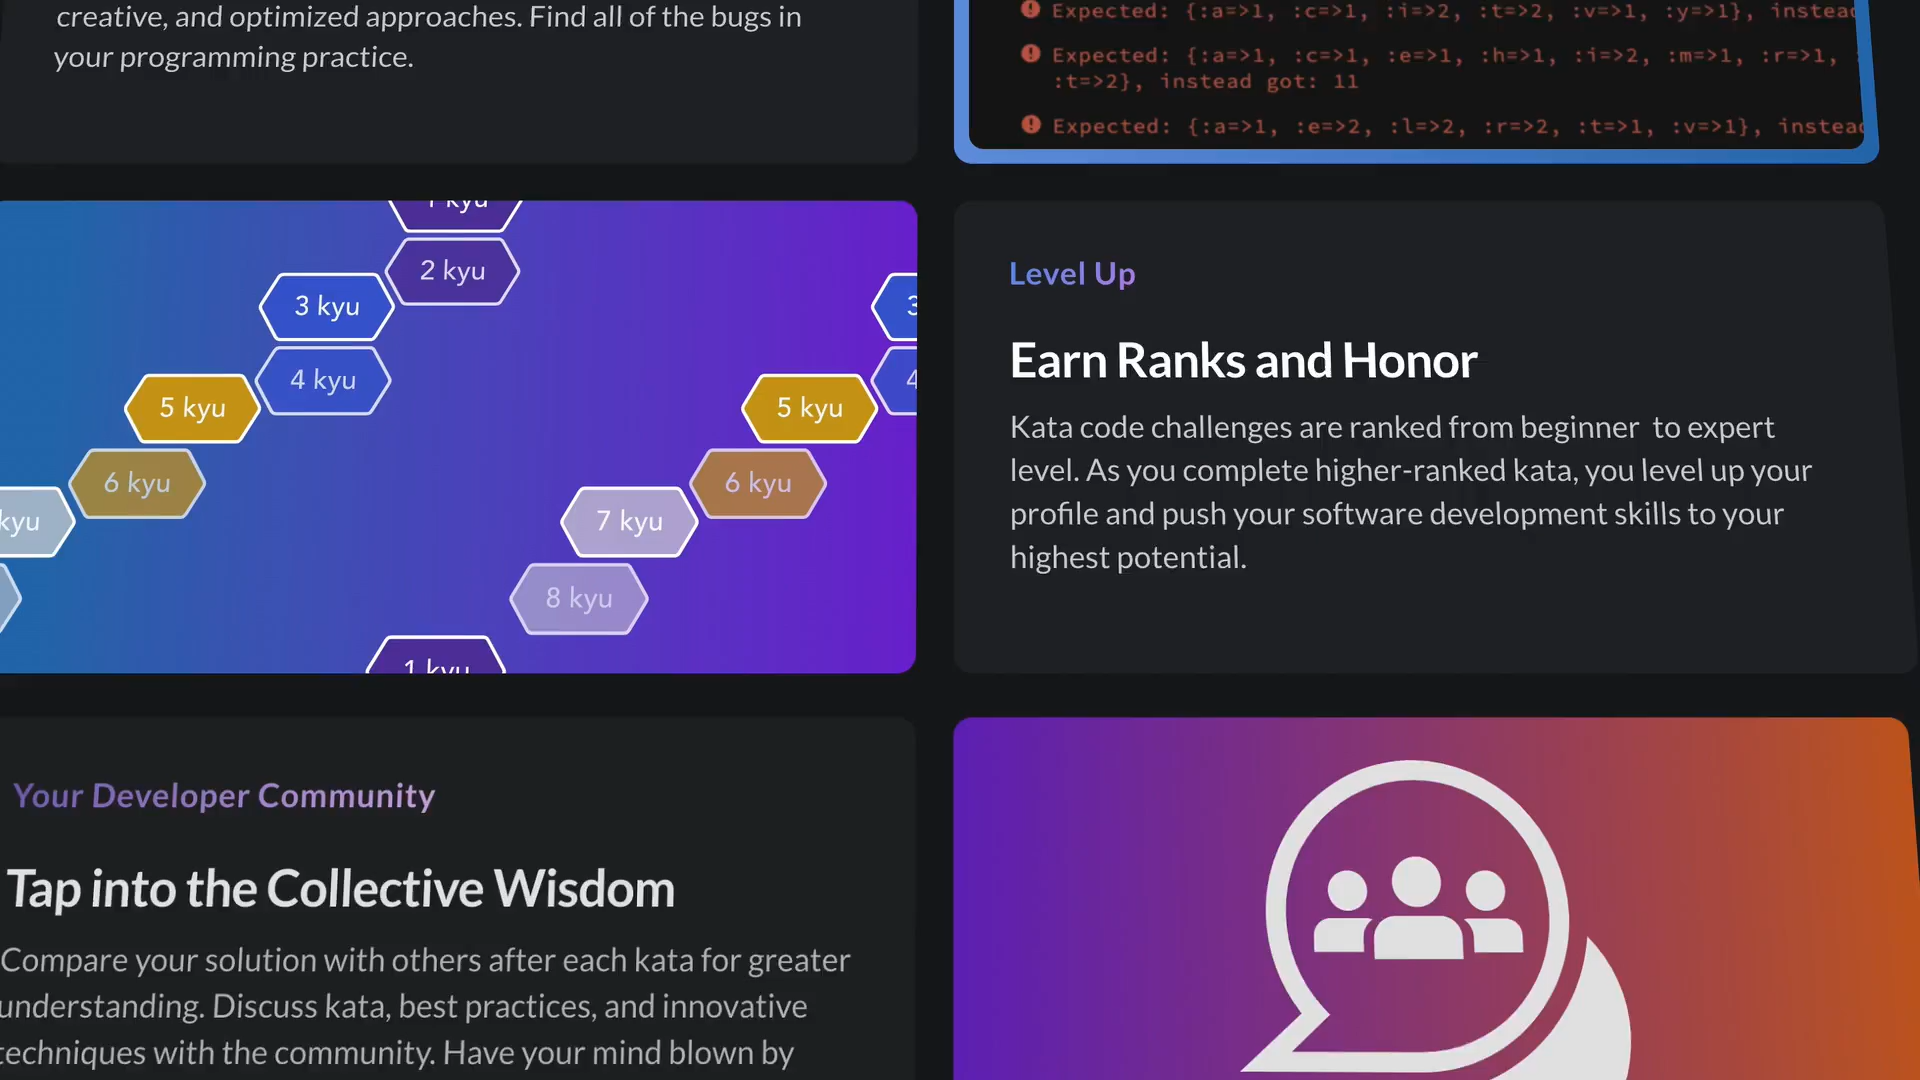 creative, and optimized approaches. Find all of the bugs in
your programming practice.
Expected: {:a=>1, :c=>1, :i=>2, :t=>2, :v=>1, :y=>1}, instead
Expected: {:a=>1, :c=>1, :e=>1, :h=>1, :i=>2, :m=>1, :r=>1,
:t=>2}, instead got: 11
Expected: {:a=>1, :e=>2, :l=>2, :r=>2, :t=>1, :v=>1}, instead
kyu
2 kyu
3 kyu
3
4 kyu
4
5 kyu
5 kyu
6 kyu
6 kyu
kyu
7 kyu
8 kyu
1 kyu
Level Up
Earn Ranks and Honor
Kata code challenges are ranked from beginner to expert
level. As you complete higher-ranked kata, you level up your
profile and push your software development skills to your
highest potential.
Your Developer Community
Tap into the Collective Wisdom
Compare your solution with others after each kata for greater
understanding. Discuss kata, best practices, and innovative
techniques with the community. Have your mind blown by